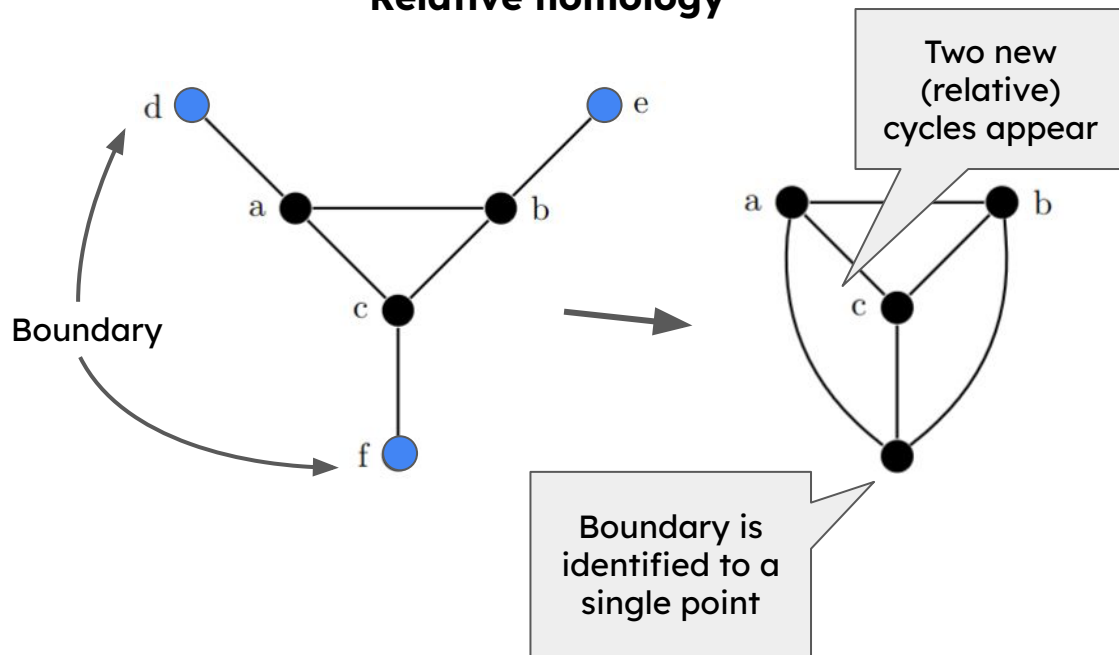 Relative homology
Two new
(relative)
cycles appear
d
e
a
b
c
Boundary
f
a
b
c
Boundary is
identified to a
single point